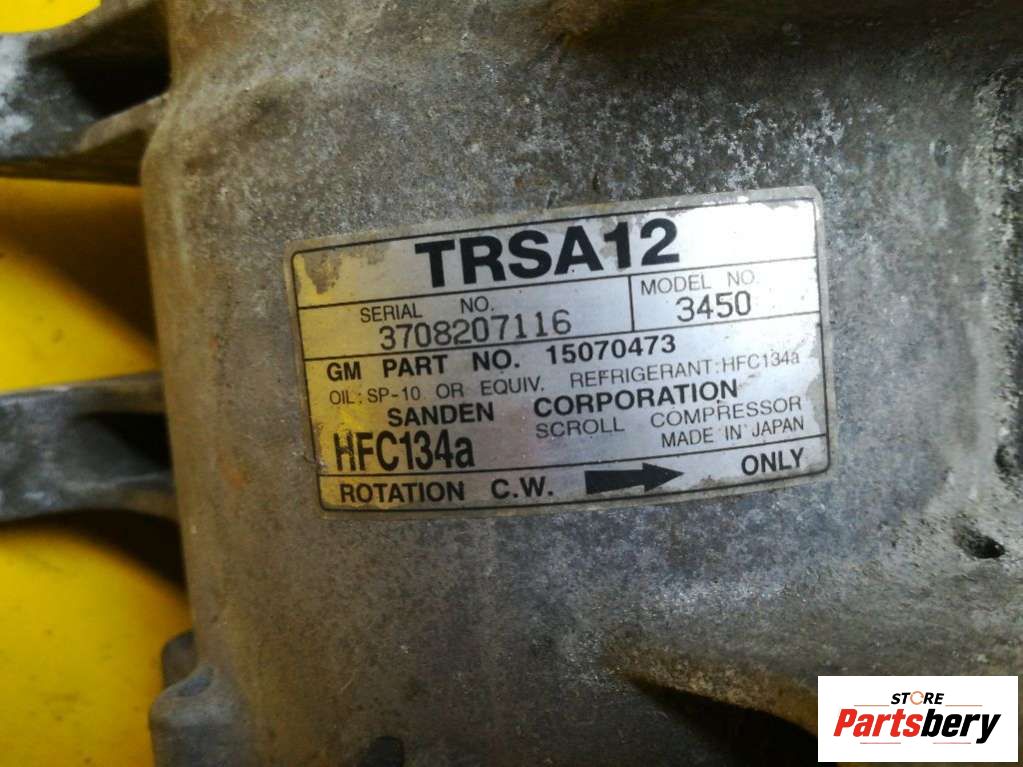 TRSA12
SERIAL NO.
3708207116
MODEL NO.
3450
GM PART NO. 15070473
OIL: SP-10 OR EQUIV. REFRIGERANT: HFC134a
SANDEN CORPORATION
SCROLL COMPRESSOR
HFC134a
MADE IN JAPAN
ROTATION C.W. ONLY
STORE
Partsbery